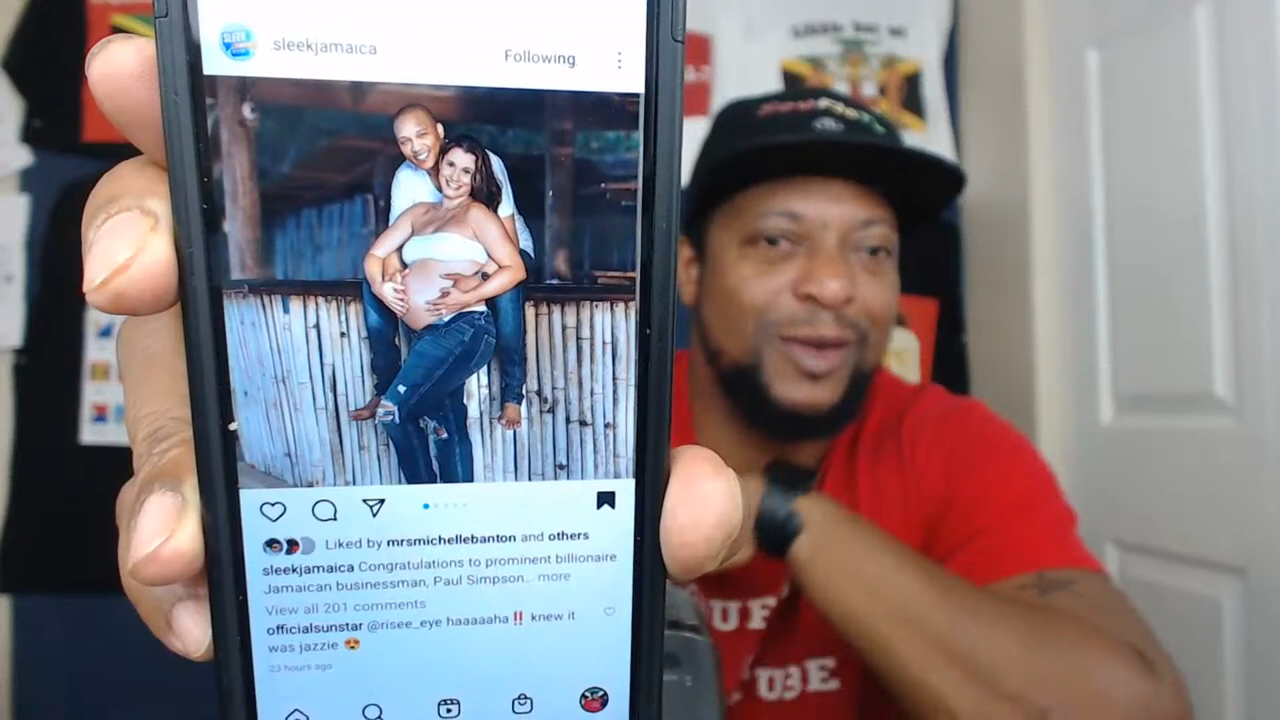 sleekjamaica
Following
Liked by mrsmichellebanton and others
sleekjamaica Congratulations to prominent billionaire
Jamaican businessman, Paul Simpson... more
View all 201 comments
officialsunstar @risee_eye haaaaaha‼️ knew it
was jazzie 😍
23 hours ago
SLEEK